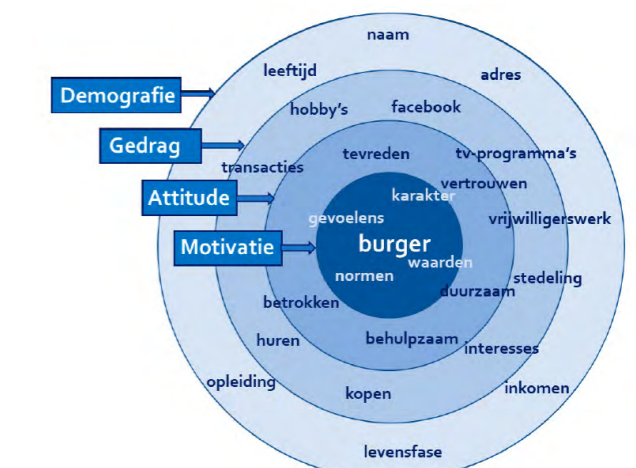 naam
leeftijd
adres
Demografie
hobby's
facebook
Gedrag
tevreden
tv-programma's
transacties
vertrouwen
Attitude
karakter
gevoelens
vrijwilligerswerk
Motivatie
burger
waarden
normen
stedeling
duurzaam
betrokken
huren
behulpzaam
interesses
opleiding
kopen
inkomen
levensfase